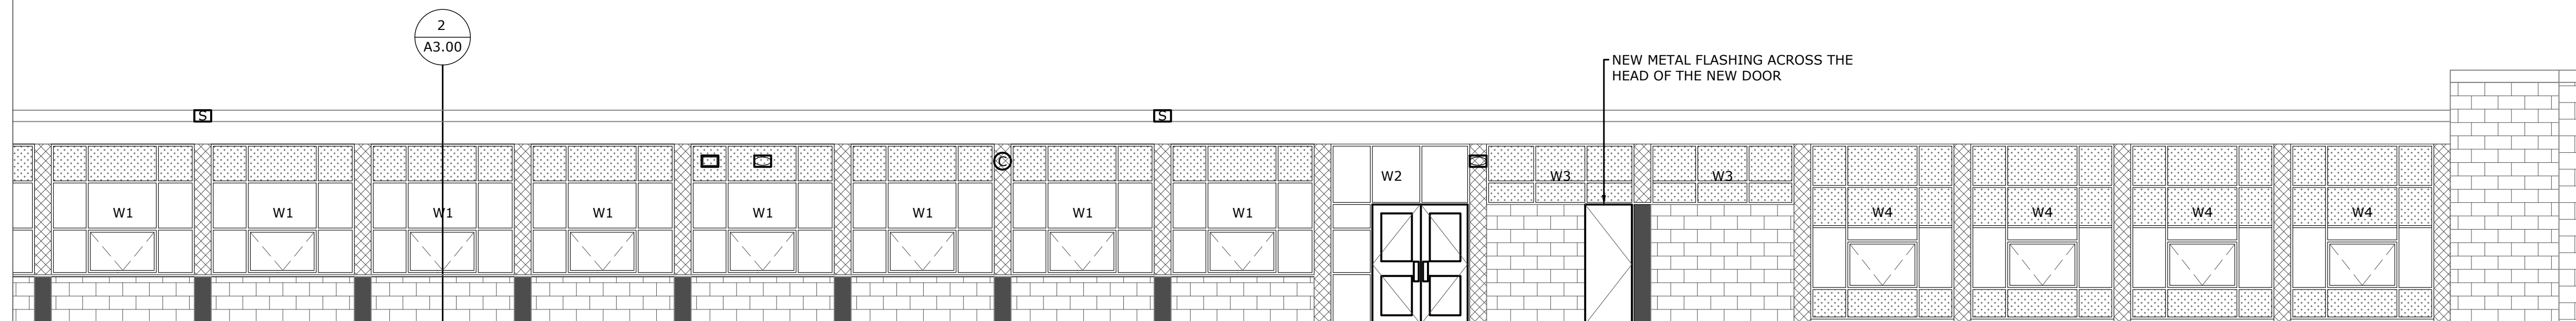 2
A3.00
NEW METAL FLASHING ACROSS THE
HEAD OF THE NEW DOOR
S
S
C
W2
W3
W3
W1
W1
W1
W1
W1
W1
W1
W1
W4
W4
W4
W4